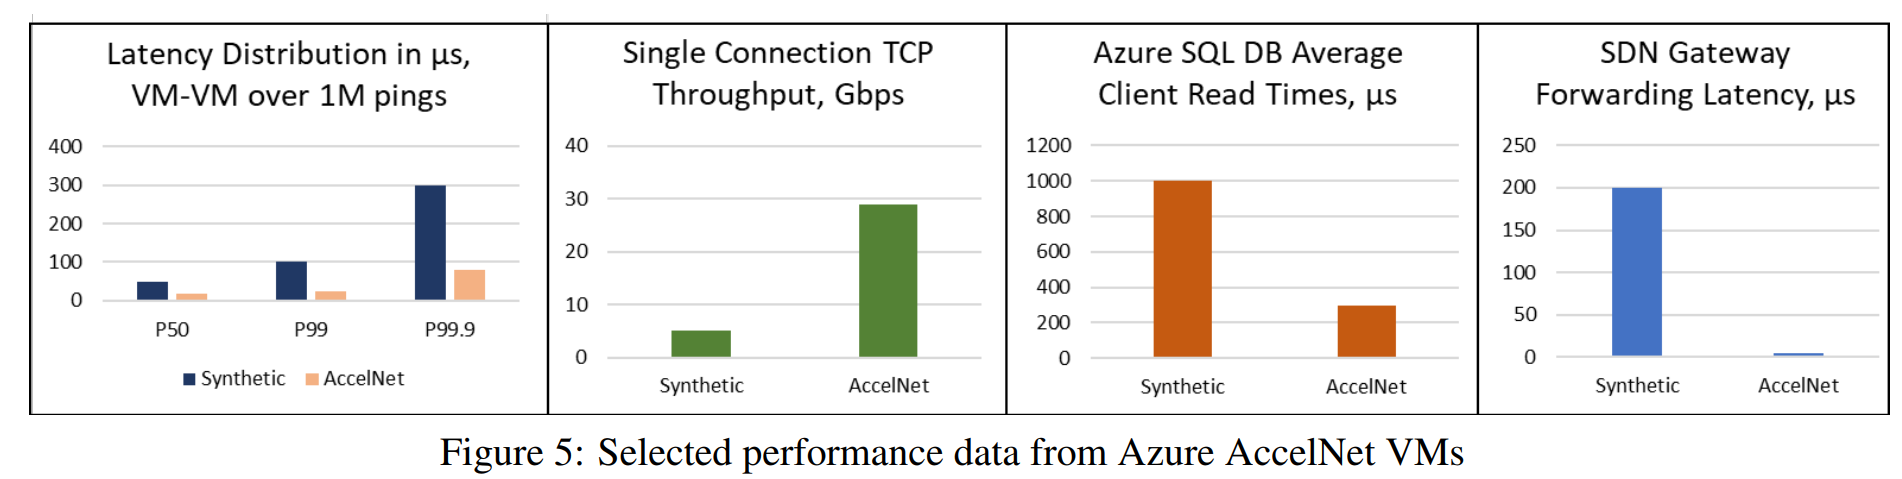 Latency Distribution in µs,
VM-VM over 1M pings
400
300
200
100
0
P50 P99 P99.9
Synthetic AccelNet
Single Connection TCP
Throughput, Gbps
40
30
20
10
0
Synthetic AccelNet
Azure SQL DB Average
Client Read Times, µs
1200
1000
800
600
400
200
0
Synthetic AccelNet
SDN Gateway
Forwarding Latency, µs
250
200
150
100
50
0
Synthetic AccelNet
Figure 5: Selected performance data from Azure AccelNet VMs